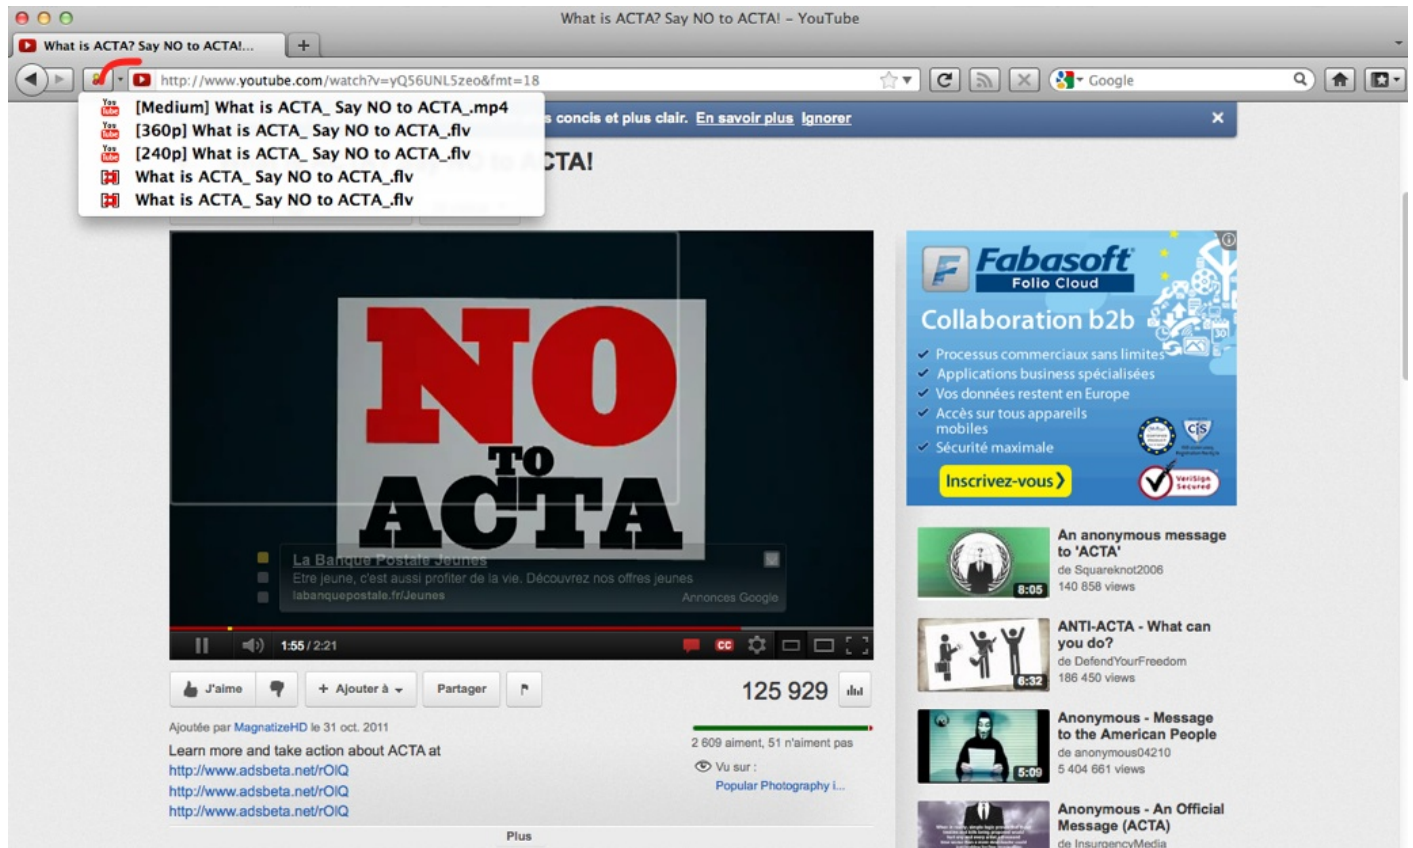 What is ACTA? Say NO to ACTA! – YouTube
What is ACTA? Say NO to ACTA!...
http://www.youtube.com/watch?v=yQ56UNL5zeo&fmt=18
Google
[Medium] What is ACTA_ Say NO to ACTA_.mp4
[360p] What is ACTA_ Say NO to ACTA_.flv
[240p] What is ACTA_ Say NO to ACTA_.flv
What is ACTA_ Say NO to ACTA_.flv
What is ACTA_ Say NO to ACTA_.flv
concis et plus clair. En savoir plus Ignorer
to ACTA!
NO
TO
ACTA
La Banque Postale Jeunes
Etre jeune, c'est aussi profiter de la vie. Découvrez nos offres jeunes
labanquepostale.fr/Jeunes
Annonces Google
1:55 / 2:21
CC
J'aime
+ Ajouter à
Partager
125 929
Ajoutée par MagnatizeHD le 31 oct. 2011
2 609 aiment, 51 n'aiment pas
Learn more and take action about ACTA at
http://www.adsbeta.net/rOlQ
http://www.adsbeta.net/rOlQ
http://www.adsbeta.net/rOlQ
Vu sur :
Popular Photography i...
Plus
Fabasoft
Folio Cloud
Collaboration b2b
Processus commerciaux sans limites
Applications business spécialisées
Vos données restent en Europe
Accès sur tous appareils
mobiles
Sécurité maximale
Inscrivez-vous
CiS
VeriSign
Secured
An anonymous message
to 'ACTA'
de Squareknot2006
140 858 views
8:05
ANTI-ACTA - What can
you do?
de DefendYourFreedom
186 450 views
6:32
Anonymous - Message
to the American People
de anonymous04210
5 404 661 views
5:09
Anonymous - An Official
Message (ACTA)
de InsurgencyMedia